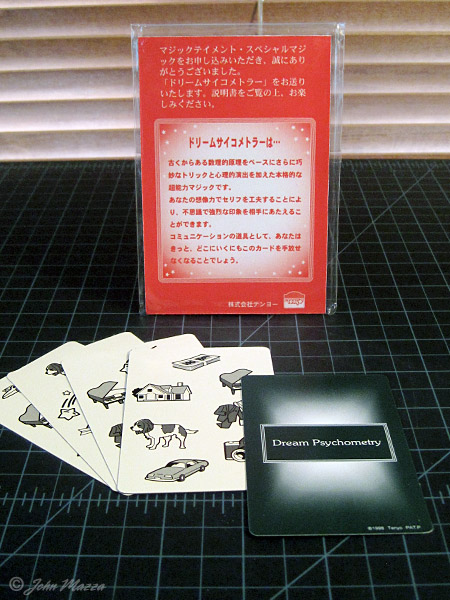 マジックテイメント・スペシャルマジ
ックをお申し込みいただき、誠にあり
がとうございました。
「ドリームサイコメトラー」をお送り
いたします。説明書をご覧の上、お楽
しみください。
ドリームサイコメトラーは…
古くからある数理的原理をベースにさらに巧
妙なトリックと心理的演出を加えた本格的な
超能力マジックです。
あなたの想像力でセリフを工夫することによ
り、不思議で強烈な印象を相手にあたえるこ
とができます。
コミュニケーションの道具として、あなたは
きっと、どこにいくにもこのカードを手放せ
なくなることでしょう。
株式会社テンヨー
Dream Psychometry
©1998 Tenyo PAT.P
© John Mazza